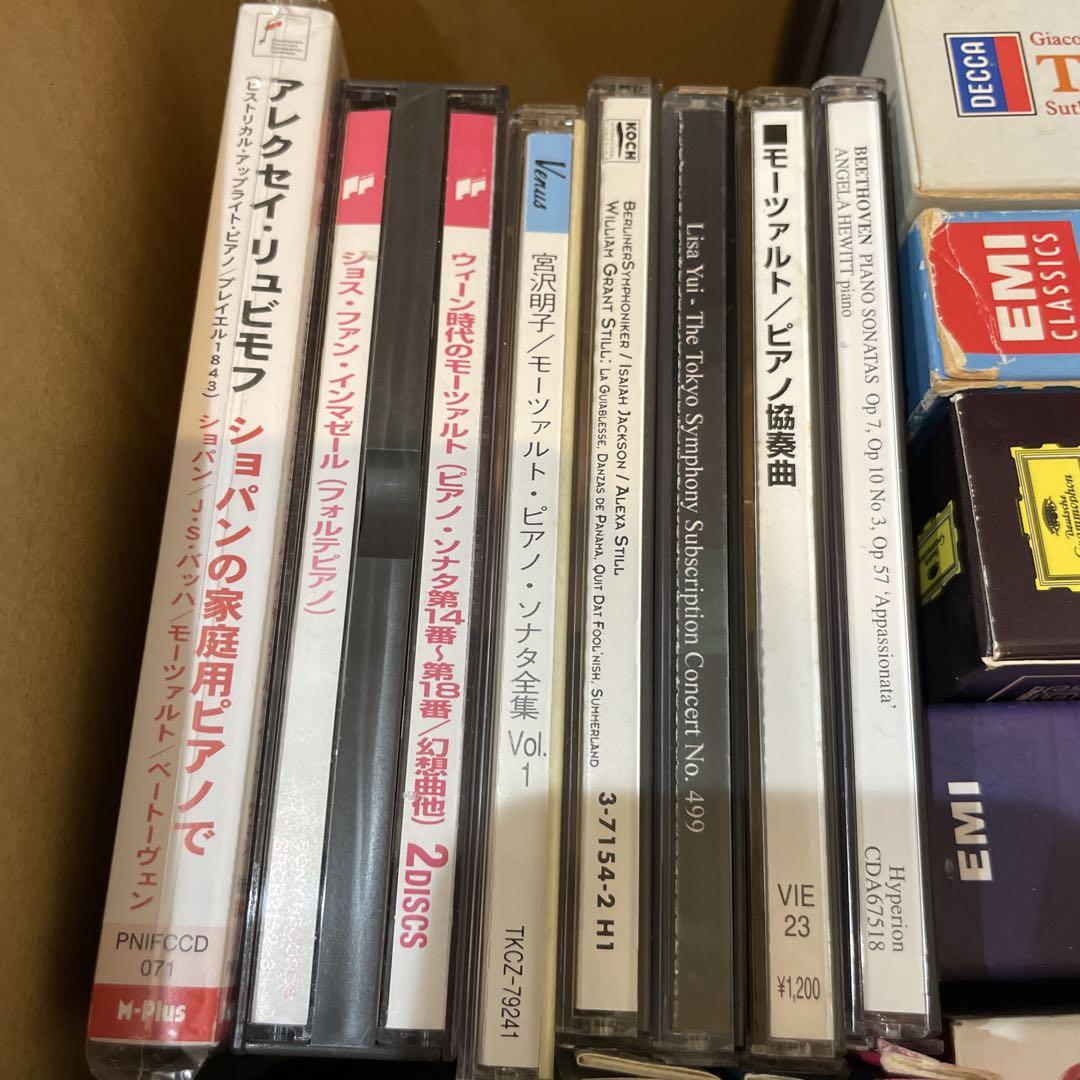 アレクセイ・リュビモフ ショパンの家庭用ピアノで
(ヒストリカル・アップライト・ピアノ/プレイエル1843) ショパン/J.S.バッハ/モーツァルト/ベートーヴェン
PNIFCCD
071
M-Plus
ジョス・ファン・インマゼール (フォルテピアノ)
ウィーン時代のモーツァルト (ピアノ・ソナタ第14番〜第18番/幻想曲他) 2DISCS
Venus
宮沢明子/モーツァルト・ピアノ・ソナタ全集 Vol. 1
TKCZ-79241
KOCH
BERLINER SYMPHONIKER / ISAIAH JACKSON / ALEXA STILL
WILLIAM GRANT STILL: LA GUIABLESSE, DANZAS DE PANAMA, QUIT DAT FOOL'NISH, SUMMERLAND
3-7154-2 H1
Lisa Yui - The Tokyo Symphony Subscription Concert No. 499
■モーツァルト/ピアノ協奏曲
VIE
23
¥1,200
BEETHOVEN PIANO SONATAS Op 7, Op 10 No 3, Op 57 'Appassionata'
ANGELA HEWITT piano
Hyperion
CDA67518
DECCA
Giaco
T
Suth
EMI
CLASSICS
Deutsche
Grammophon
EMI